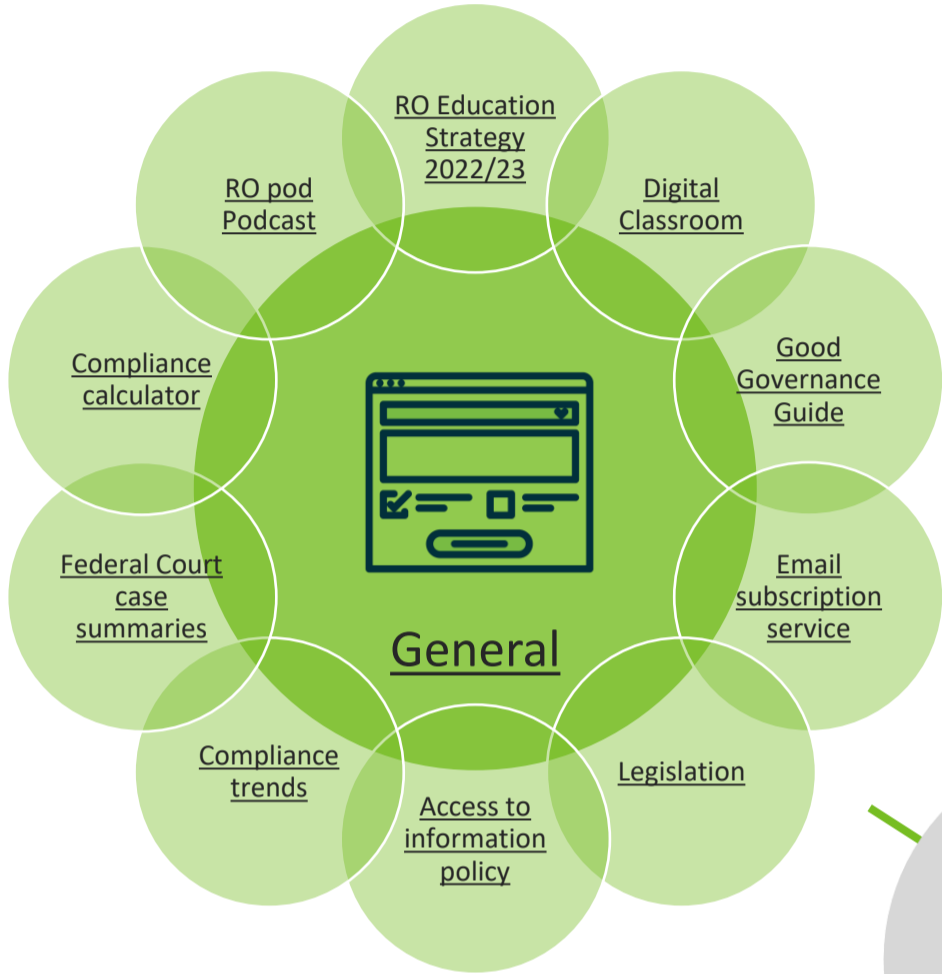 RO Education
Strategy
2022/23
Digital
Classroom
Good
Governance
Guide
Email
subscription
service
Legislation
Access to
information
policy
Compliance
trends
Federal Court
case
summaries
Compliance
calculator
RO pod
Podcast
General